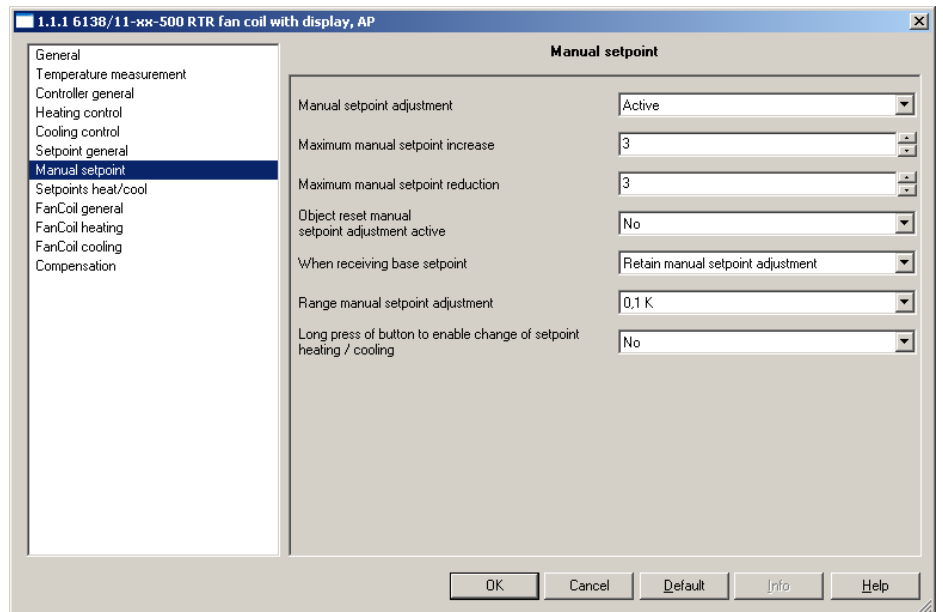 1.1.1 6138/11-xx-500 RTR fan coil with display, AP
General
Temperature measurement
Controller general
Heating control
Cooling control
Setpoint general
Manual setpoint
Setpoints heat/cool
FanCoil general
FanCoil heating
FanCoil cooling
Compensation
Manual setpoint
Manual setpoint adjustment
Active
Maximum manual setpoint increase
3
Maximum manual setpoint reduction
3
Object reset manual
setpoint adjustment active
No
When receiving base setpoint
Retain manual setpoint adjustment
Range manual setpoint adjustment
0,1 K
Long press of button to enable change of setpoint
heating / cooling
No
OK
Cancel
Default
Info
Help